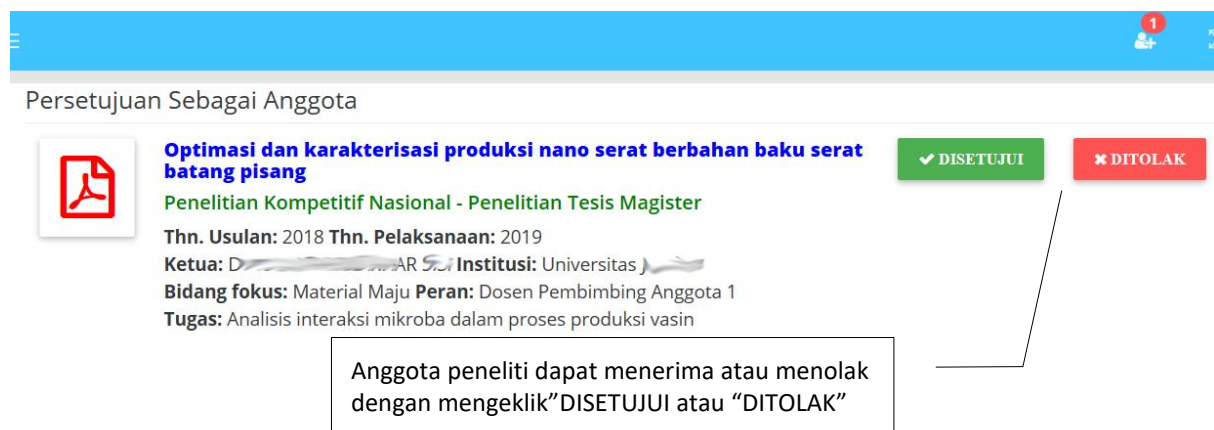 1
Persetujuan Sebagai Anggota
Optimasi dan karakterisasi produksi nano serat berbahan baku serat
batang pisang
DISETUJUI
DITOLAK
Penelitian Kompetitif Nasional - Penelitian Tesis Magister
Thn. Usulan: 2018 Thn. Pelaksanaan: 2019
Ketua: Institusi: Universitas
Bidang fokus: Material Maju Peran: Dosen Pembimbing Anggota 1
Tugas: Analisis interaksi mikroba dalam proses produksi vasin
Anggota peneliti dapat menerima atau menolak
dengan mengeklik”DISETUJUI atau “DITOLAK”